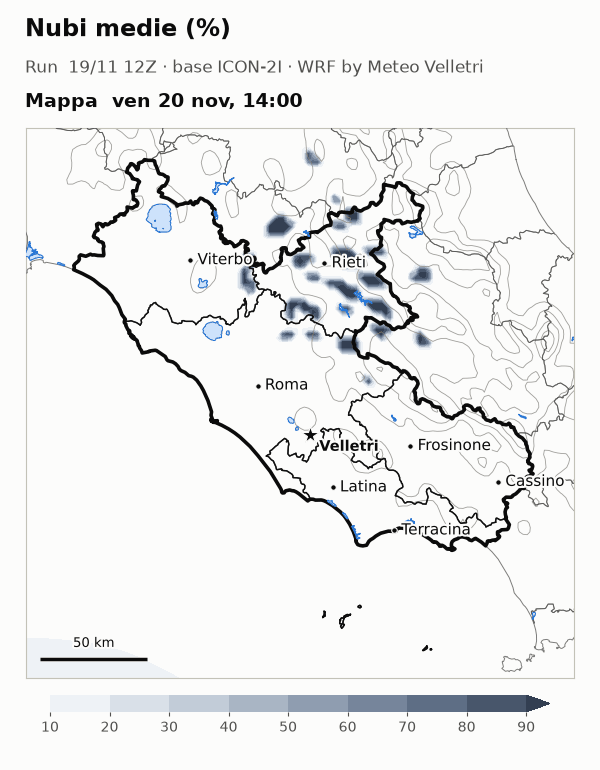 Nubi medie (%)
Run  19/11 12Z · base ICON-2I · WRF by Meteo Velletri
Mappa  ven 20 nov, 14:00
Viterbo
Rieti
Roma
Velletri
Frosinone
Latina
Cassino
Terracina
50 km
10 20 30 40 50 60 70 80 90